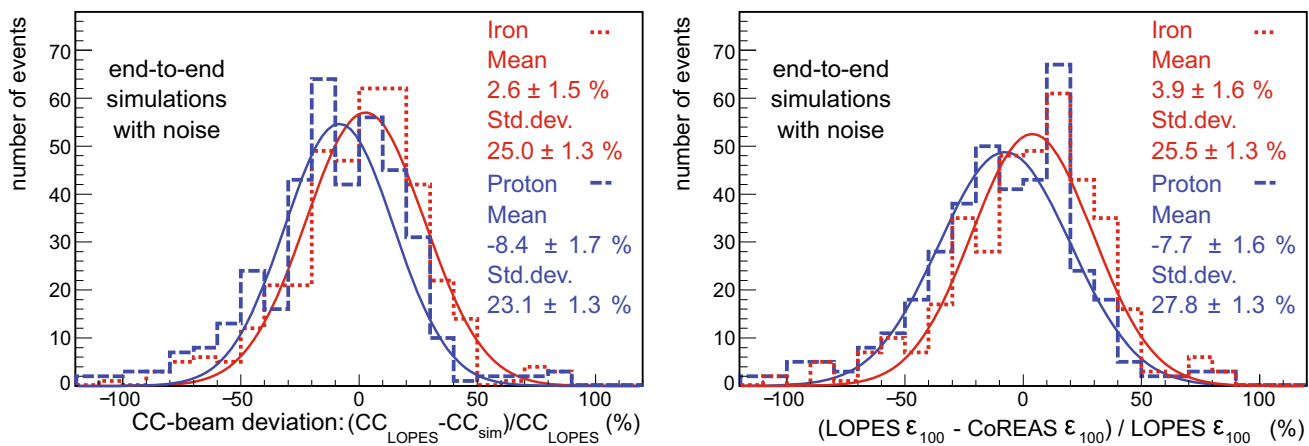 number of events
70
60
50
40
30
20
10
0
end-to-end
simulations
with noise
Iron
Mean
2.6 ± 1.5 %
Std.dev.
25.0 ± 1.3 %
Proton
Mean
-8.4 ± 1.7 %
Std.dev.
23.1 ± 1.3 %
−100 −50 0 50 100
CC-beam deviation: (CC_LOPES-CC_sim)/CC_LOPES (%)
number of events
70
60
50
40
30
20
10
0
end-to-end
simulations
with noise
Iron
Mean
3.9 ± 1.6 %
Std.dev.
25.5 ± 1.3 %
Proton
Mean
-7.7 ± 1.6 %
Std.dev.
27.8 ± 1.3 %
−100 −50 0 50 100
(LOPES ε_100 - CoREAS ε_100) / LOPES ε_100 (%)